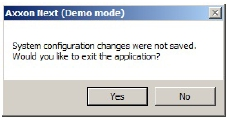 Axxon Next (Demo mode)
System configuration changes were not saved.
Would you like to exit the application?
Yes
No